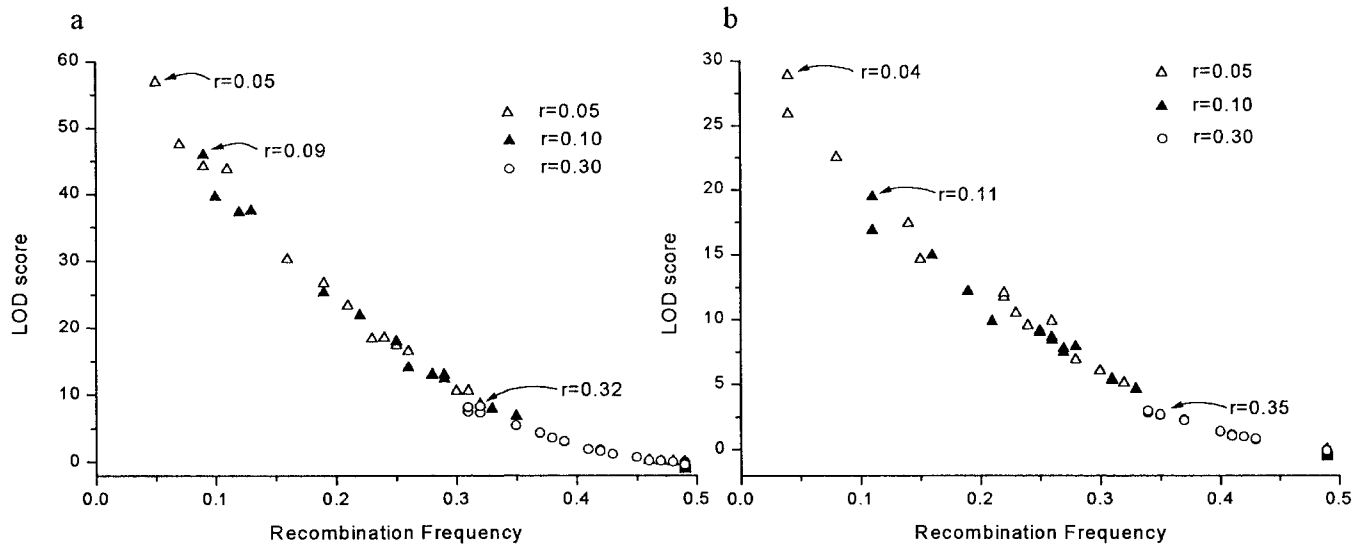 a
60
50
40
30
20
10
0
LOD score
r=0.05
r=0.09
r=0.32
r=0.05
r=0.10
r=0.30
0.0 0.1 0.2 0.3 0.4 0.5
Recombination Frequency
b
30
25
20
15
10
5
0
LOD score
r=0.04
r=0.11
r=0.35
r=0.05
r=0.10
r=0.30
0.0 0.1 0.2 0.3 0.4 0.5
Recombination Frequency